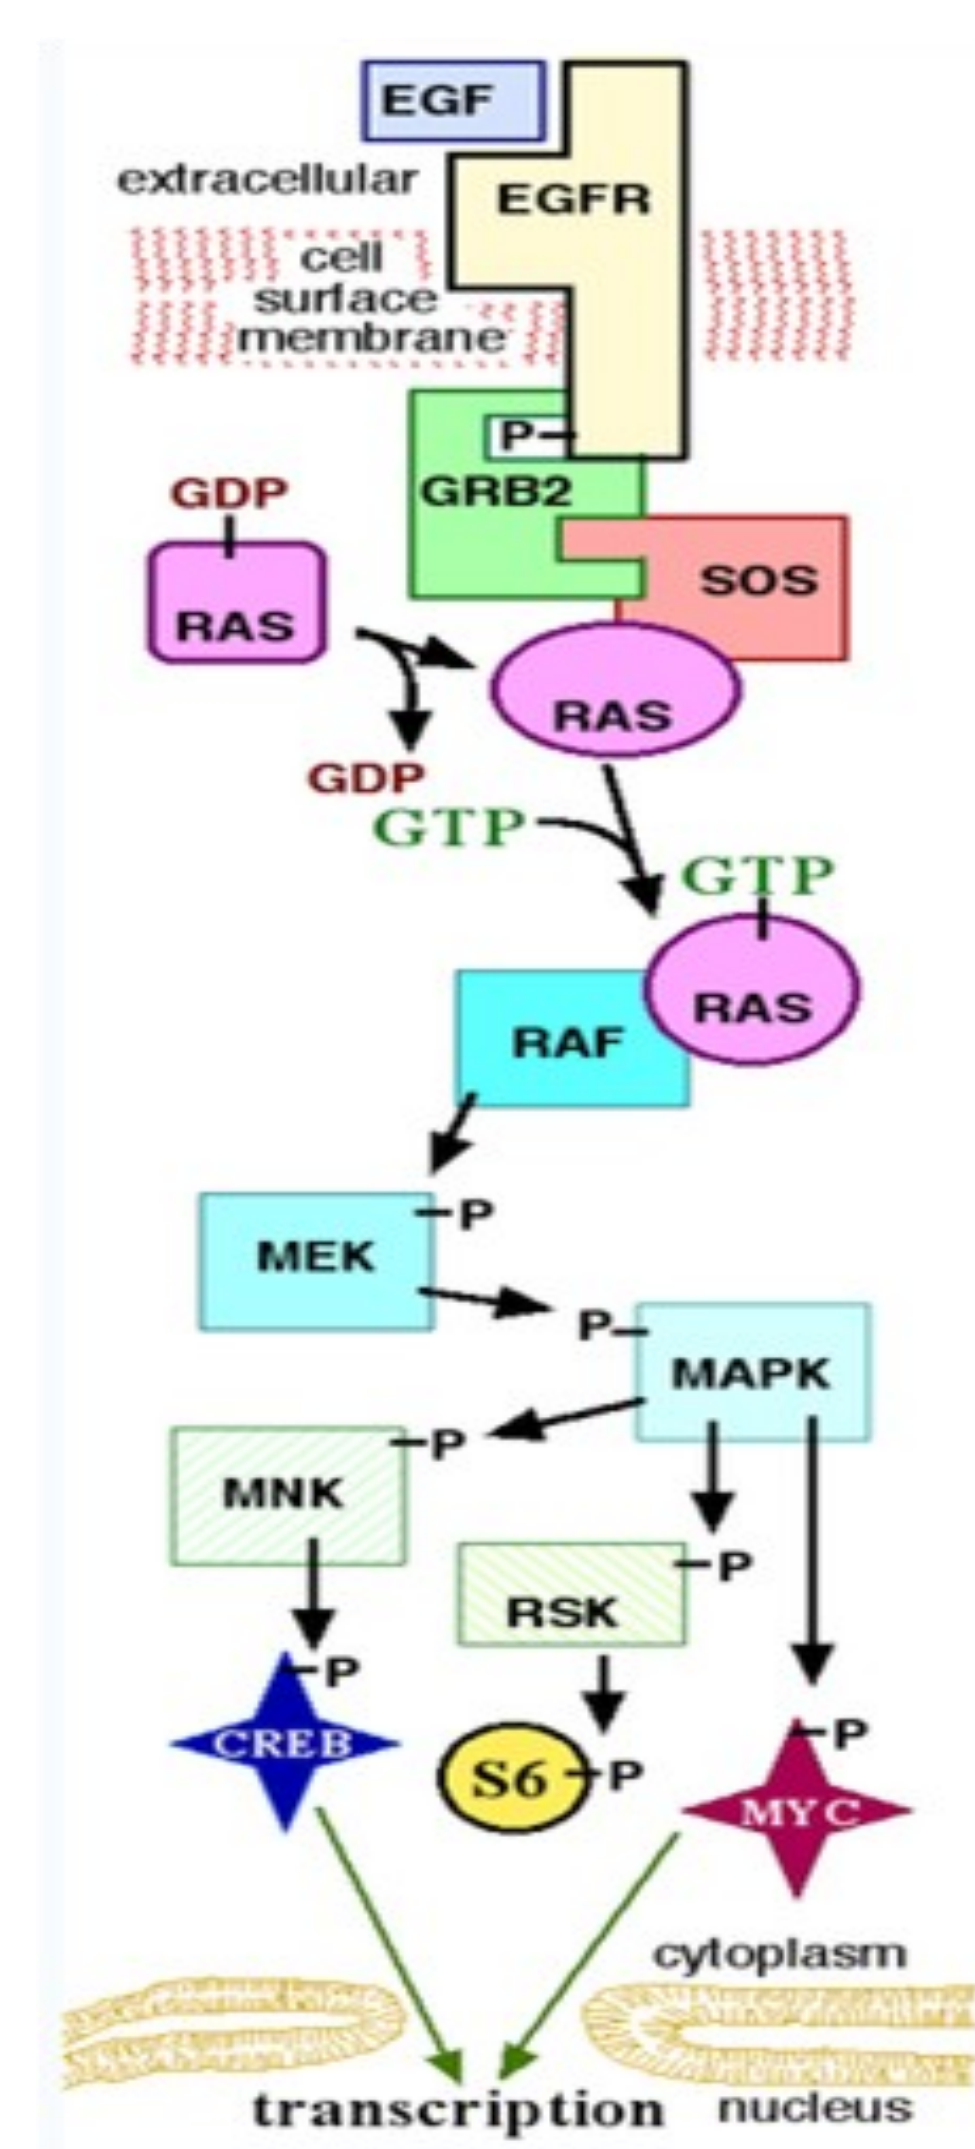 EGF
EGFR
extracellular
cell
surface
membrane
P
GRB2
GDP
SOS
RAS
RAS
GDP
GTP
GTP
RAS
RAF
P
MEK
P
MAPK
P
MNK
P
RSK
P
CREB
P
S6
P
MYC
cytoplasm
transcription
nucleus